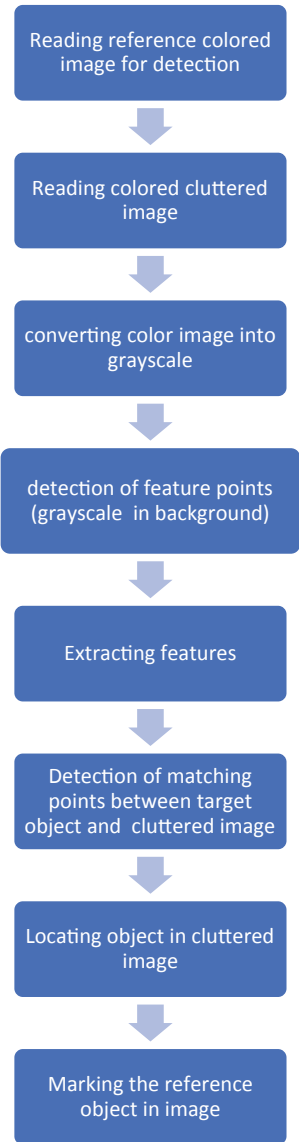 Reading reference colored
image for detection
Reading colored cluttered
image
converting color image into
grayscale
detection of feature points
(grayscale in background)
Extracting features
Detection of matching
points between target
object and cluttered image
Locating object in cluttered
image
Marking the reference
object in image